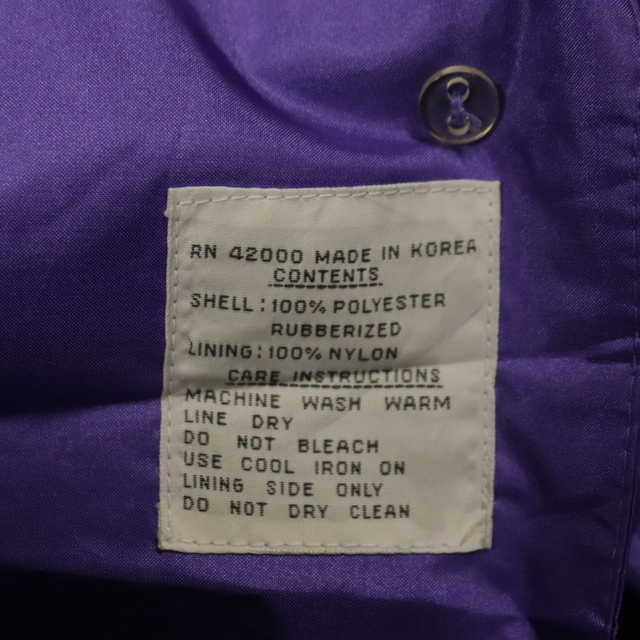 RN 42000 MADE IN KOREA
CONTENTS
SHELL: 100% POLYESTER
RUBBERIZED
LINING: 100% NYLON
CARE INSTRUCTIONS
MACHINE WASH WARM
LINE DRY
DO NOT BLEACH
USE COOL IRON ON
LINING SIDE ONLY
DO NOT DRY CLEAN